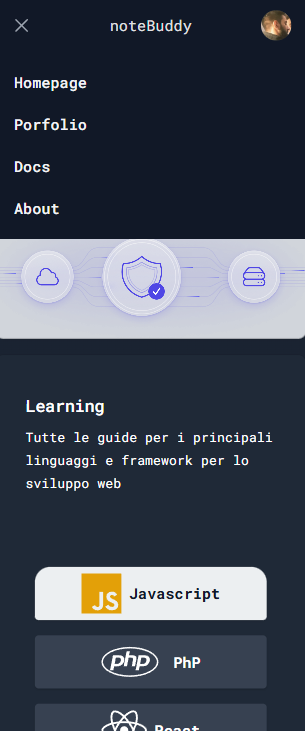 noteBuddy
Homepage
Porfolio
Docs
About
Learning
Tutte le guide per i principali
linguaggi e framework per lo
sviluppo web
JS Javascript
php PhP
React